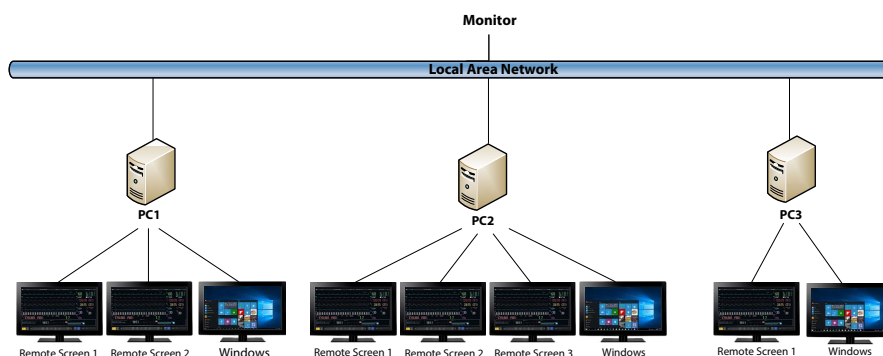 Monitor
Local Area Network
PC1
PC2
PC3
Remote Screen 1
Remote Screen 2
Windows
Remote Screen 1
Remote Screen 2
Remote Screen 3
Windows
Remote Screen 1
Windows